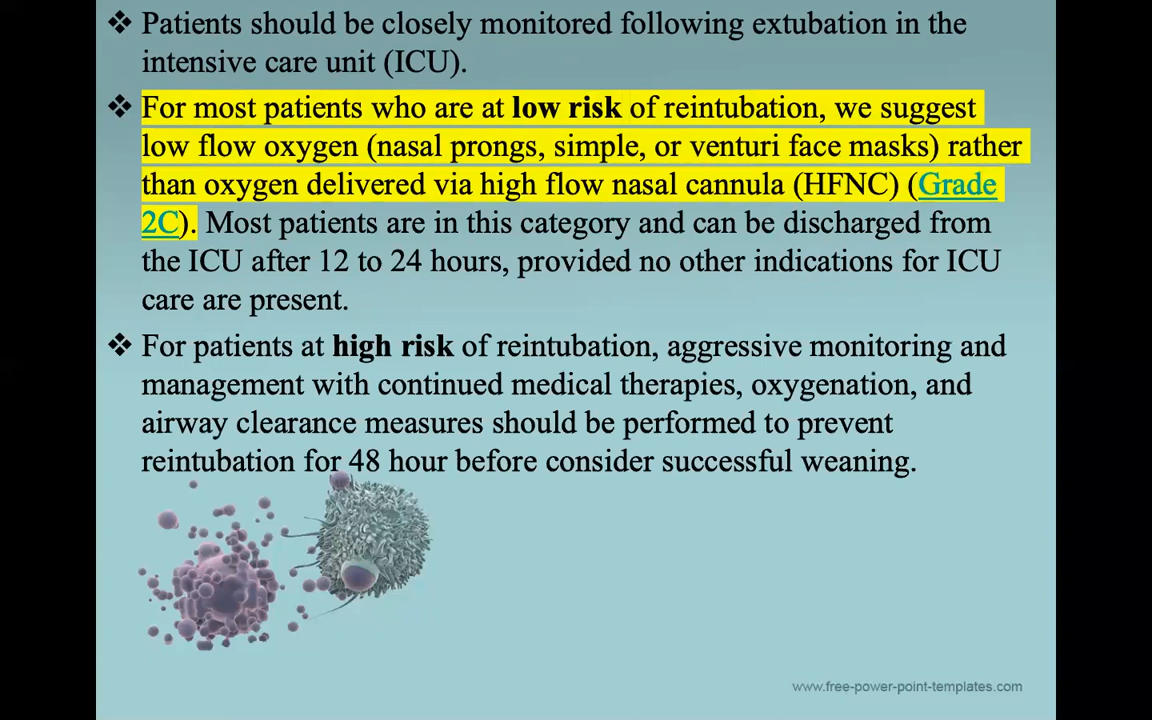 ❖ Patients should be closely monitored following extubation in the
intensive care unit (ICU).
❖ For most patients who are at low risk of reintubation, we suggest
low flow oxygen (nasal prongs, simple, or venturi face masks) rather
than oxygen delivered via high flow nasal cannula (HFNC) (Grade
2C). Most patients are in this category and can be discharged from
the ICU after 12 to 24 hours, provided no other indications for ICU
care are present.
❖ For patients at high risk of reintubation, aggressive monitoring and
management with continued medical therapies, oxygenation, and
airway clearance measures should be performed to prevent
reintubation for 48 hour before consider successful weaning.
www.free-power-point-templates.com